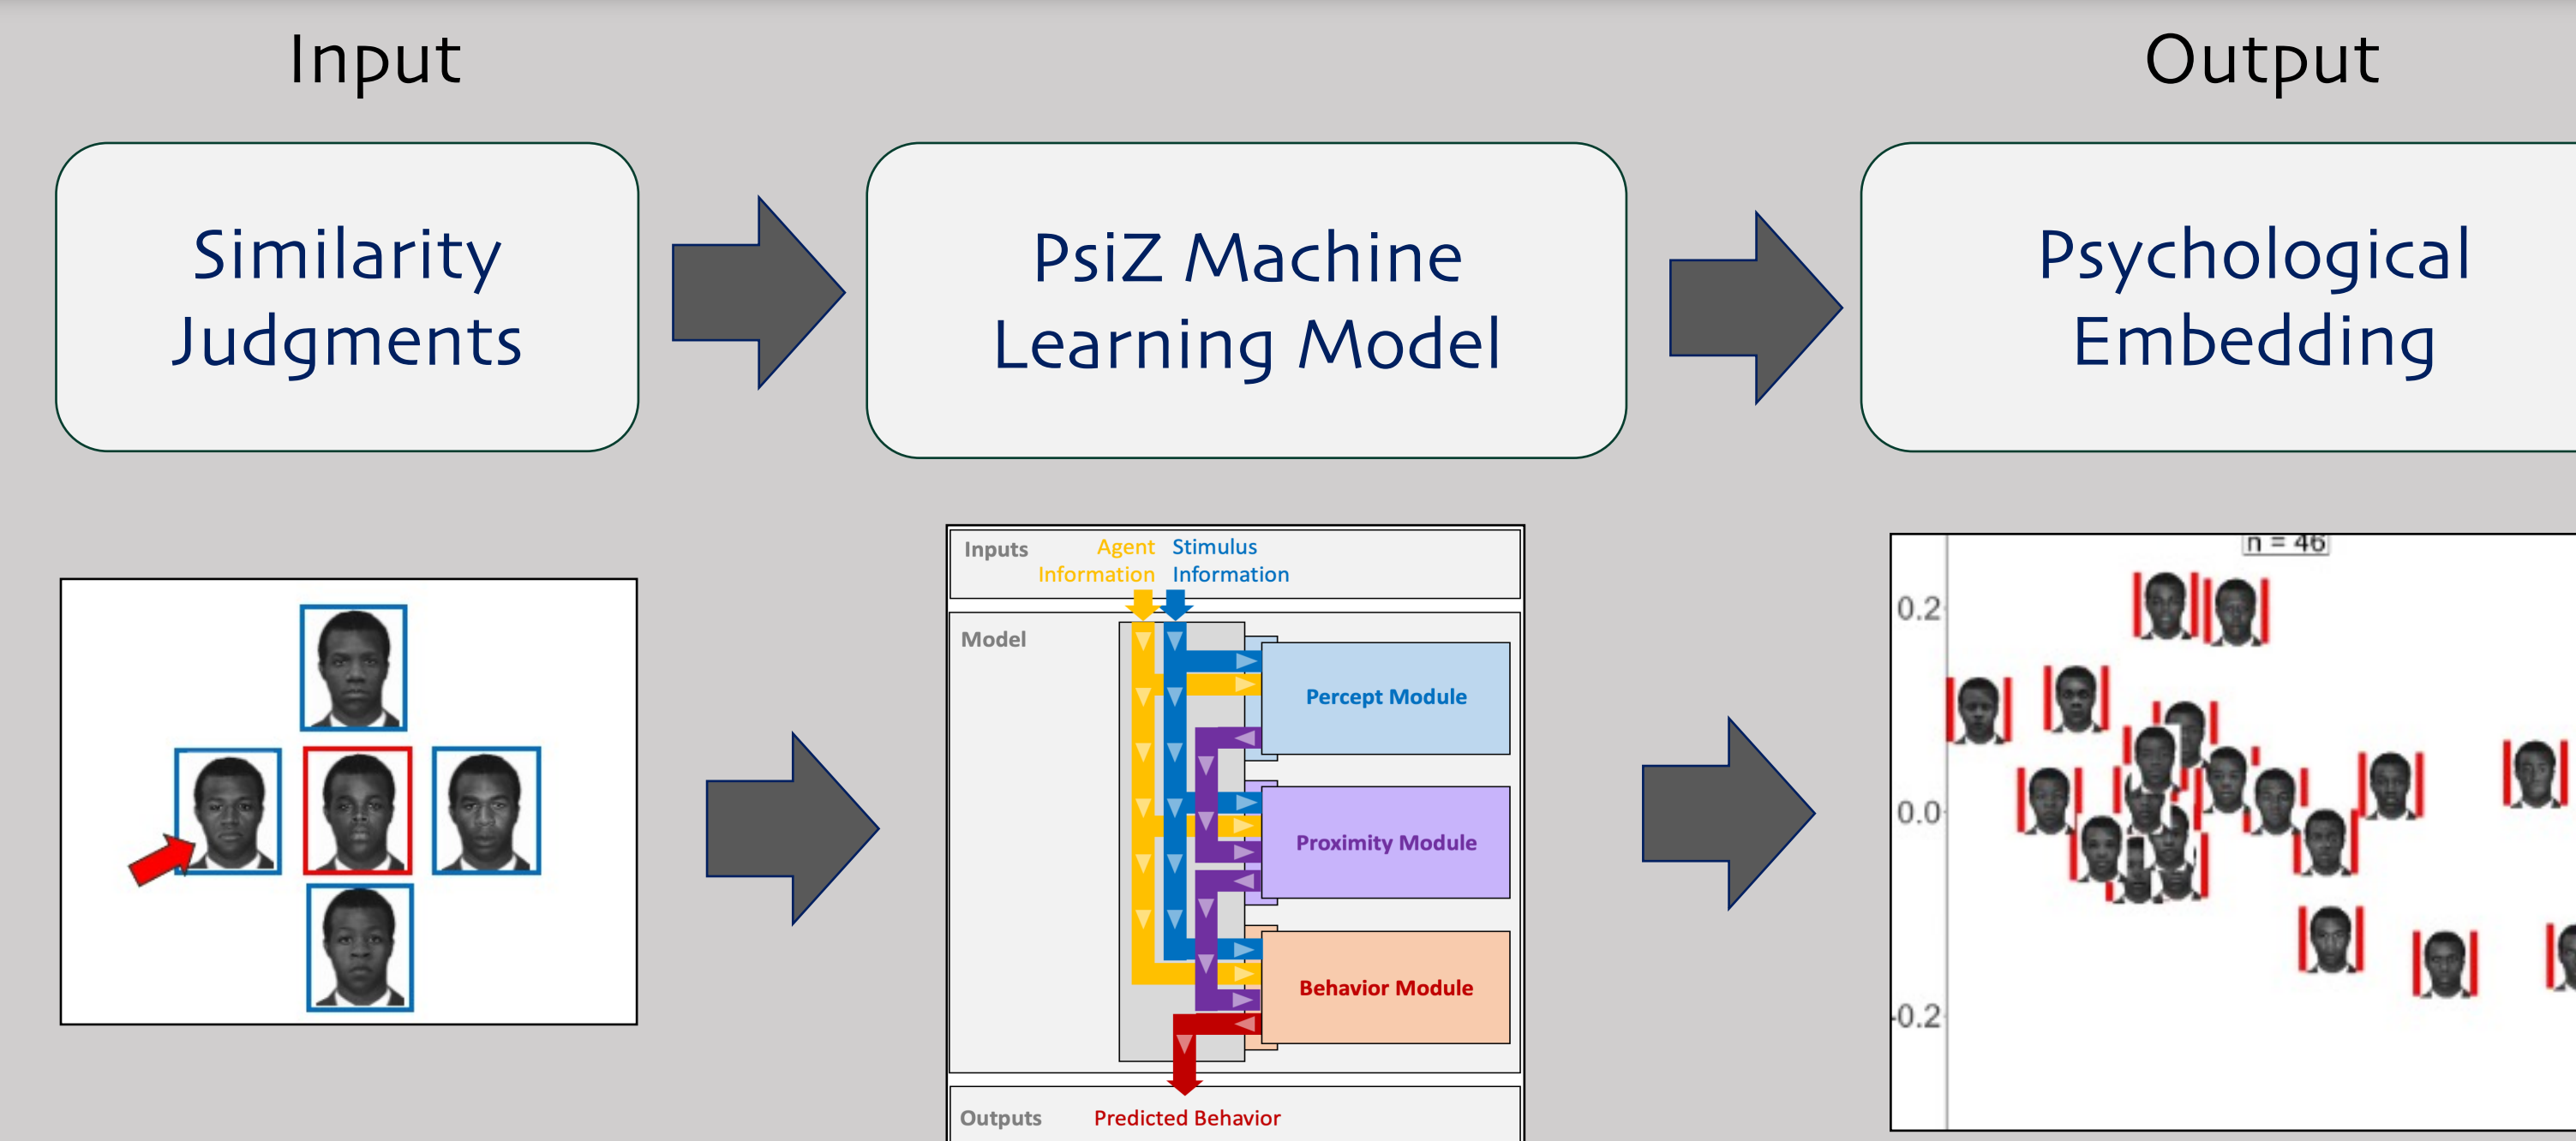 Input
Output
Similarity
Judgments
PsiZ Machine
Learning Model
Psychological
Embedding
Inputs
Agent
Information
Stimulus
Information
Model
Percept Module
Proximity Module
Behavior Module
Outputs
Predicted Behavior
n = 46
0.2
0.0
-0.2